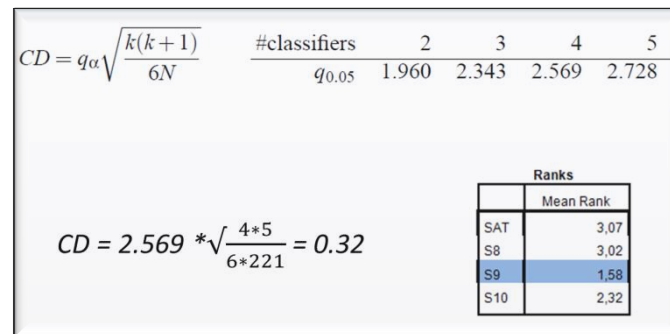 CD = qα√(k(k+1)/6N)
#classifiers 2 3 4 5
q0.05 1.960 2.343 2.569 2.728
CD = 2.569 *√(4*5/6*221) = 0.32
Ranks
Mean Rank
SAT 3,07
S8 3,02
S9 1,58
S10 2,32